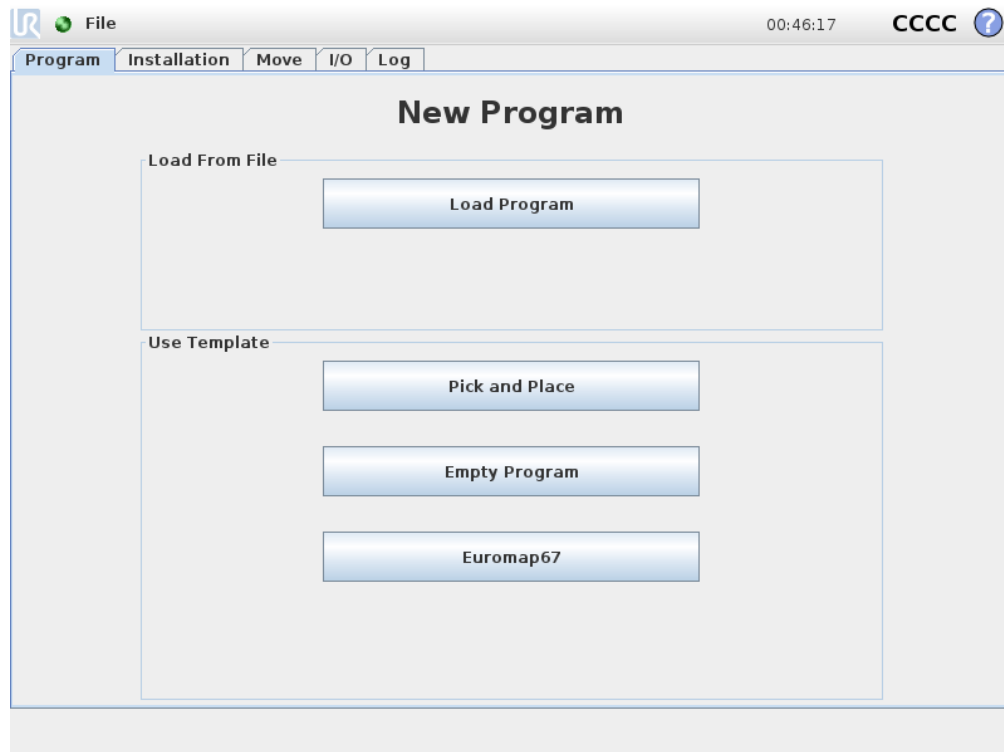 UR File 00:46:17 CCCC ?
Program Installation Move I/O Log
New Program
Load From File
Load Program
Use Template
Pick and Place
Empty Program
Euromap67